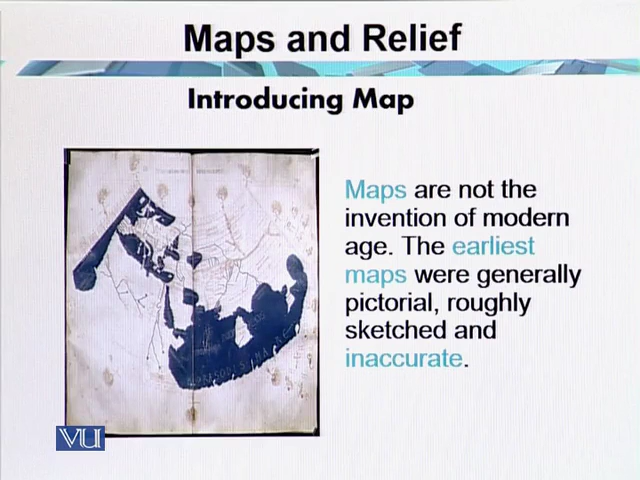 Maps and Relief
Introducing Map
Maps are not the
invention of modern
age. The earliest
maps were generally
pictorial, roughly
sketched and
inaccurate.
VU